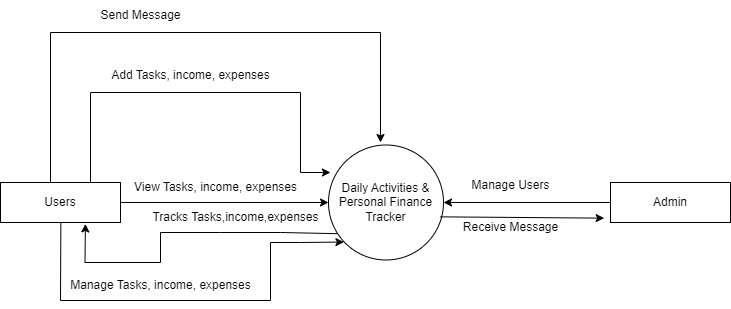 Send Message
Add Tasks, income, expenses
View Tasks, income, expenses
Manage Users
Users
Daily Activities &
Personal Finance
Tracker
Admin
Tracks Tasks,income,expenses
Receive Message
Manage Tasks, income, expenses